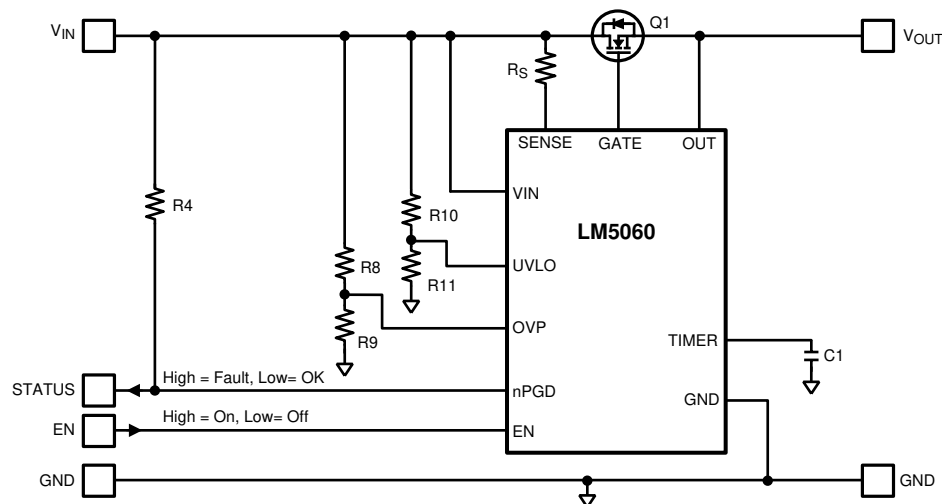 VIN
Q1
VOUT
RS
SENSE
GATE
OUT
VIN
R4
R10
LM5060
UVLO
R8
R11
OVP
R9
TIMER
C1
STATUS
High = Fault, Low= OK
nPGD
GND
EN
High = On, Low= Off
EN
GND
GND